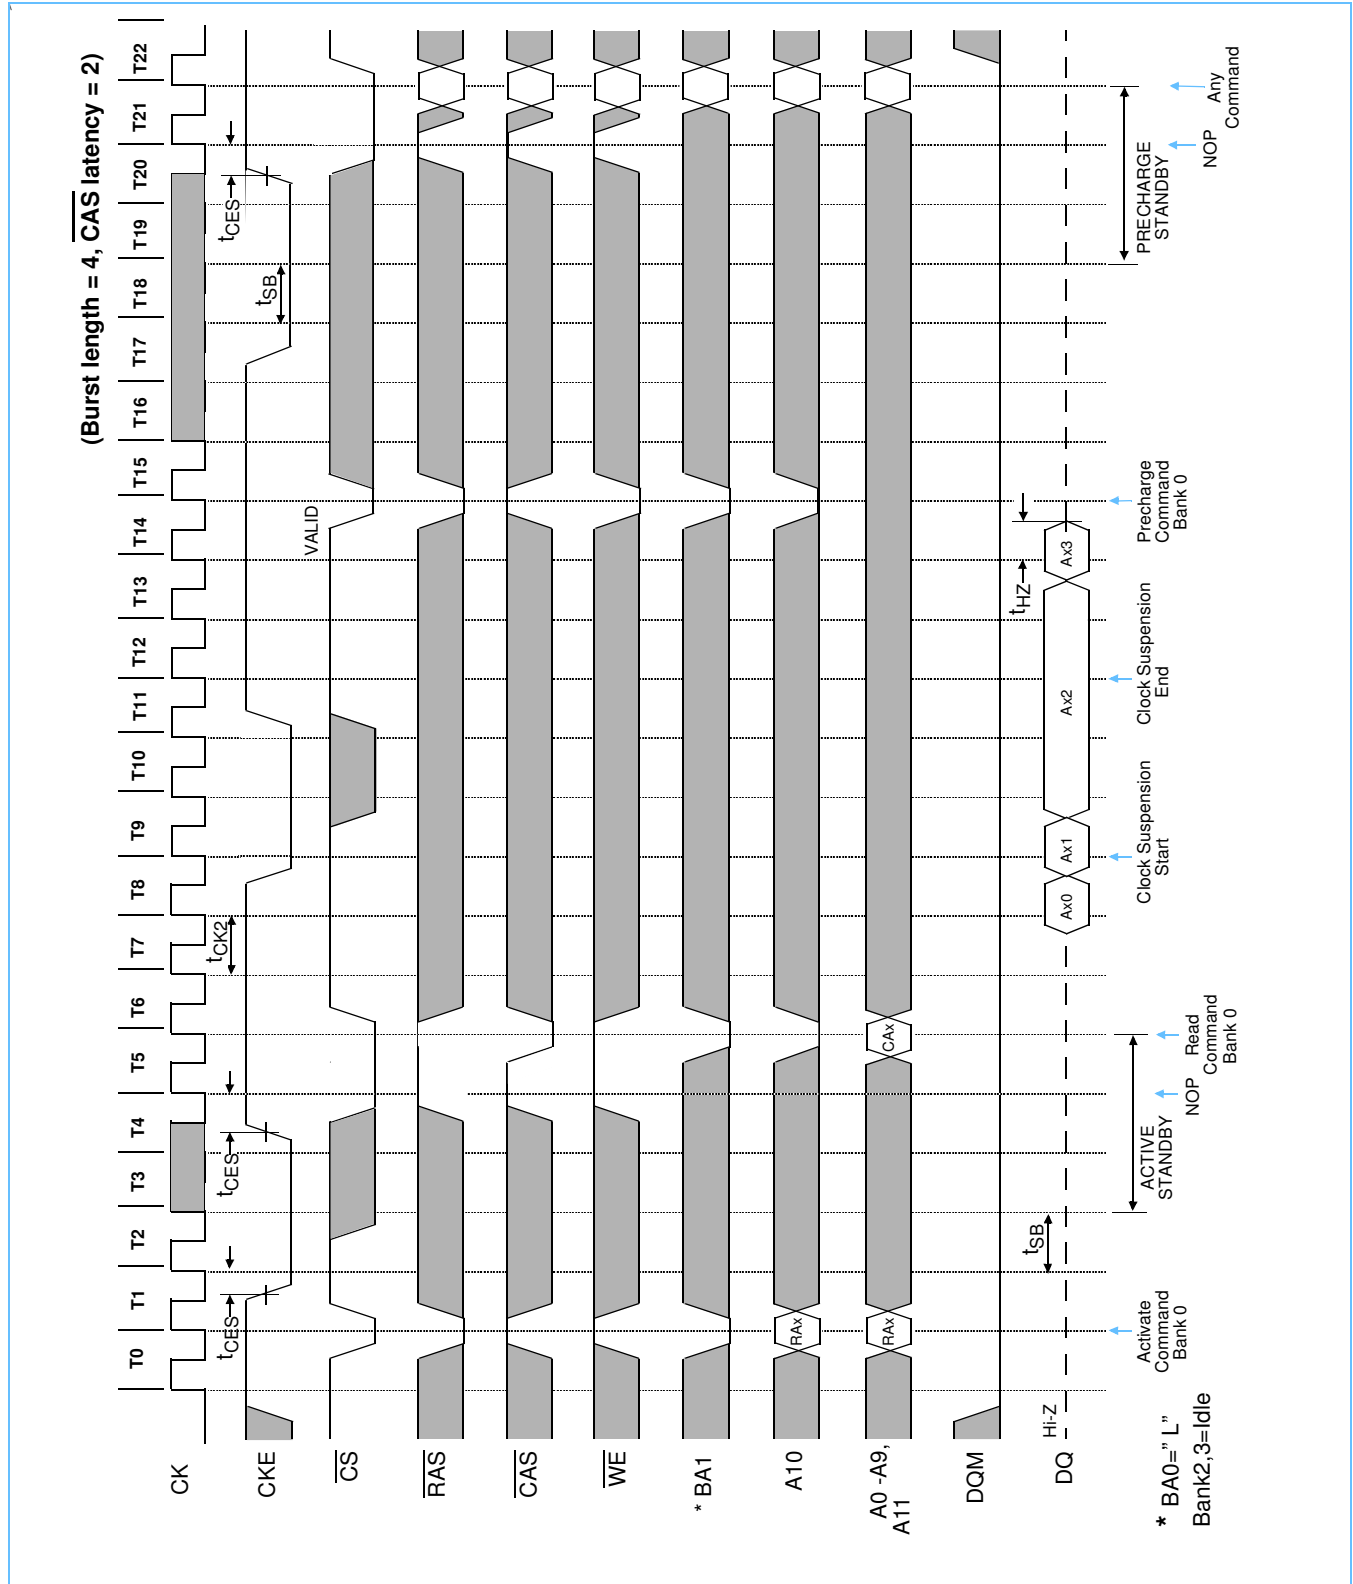 (Burst length = 4, CAS latency = 2)
T0 T1 T2 T3 T4 T5 T6 T7 T8 T9 T10 T11 T12 T13 T14 T15 T16 T17 T18 T19 T20 T21 T22
CK
tCK2
CKE
tCES
tCES
tSB
tCES
CS
VALID
RAS
CAS
WE
* BA1
A10
RAx
A0 -A9,
A11
RAx
CAx
DQM
DQ
Hi-Z
tSB
Ax0
Ax1
Ax2
Ax3
tHZ
ACTIVE
STANDBY
PRECHARGE
STANDBY
Activate
Command
Bank 0
NOP
Read
Command
Bank 0
Clock Suspension
Start
Clock Suspension
End
Precharge
Command
Bank 0
NOP
Any
Command
* BA0=” L”
Bank2,3=Idle